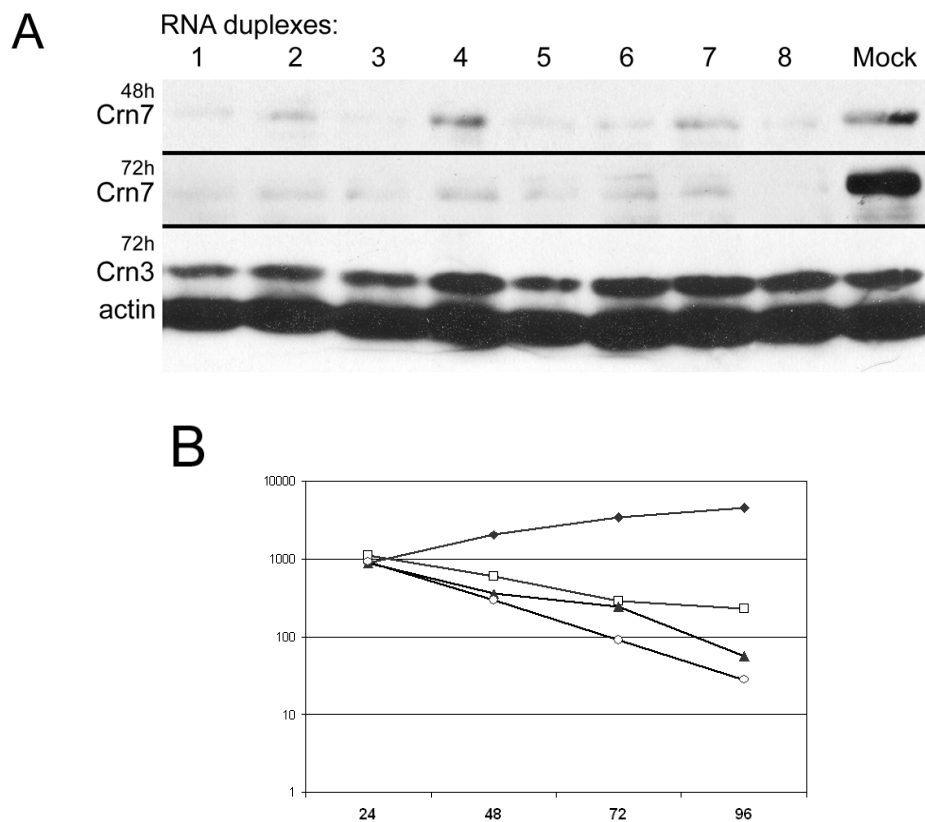 A
RNA duplexes:
1 2 3 4 5 6 7 8 Mock
48h
Crn7
72h
Crn7
72h
Crn3
actin
B
10000
1000
100
10
1
24 48 72 96